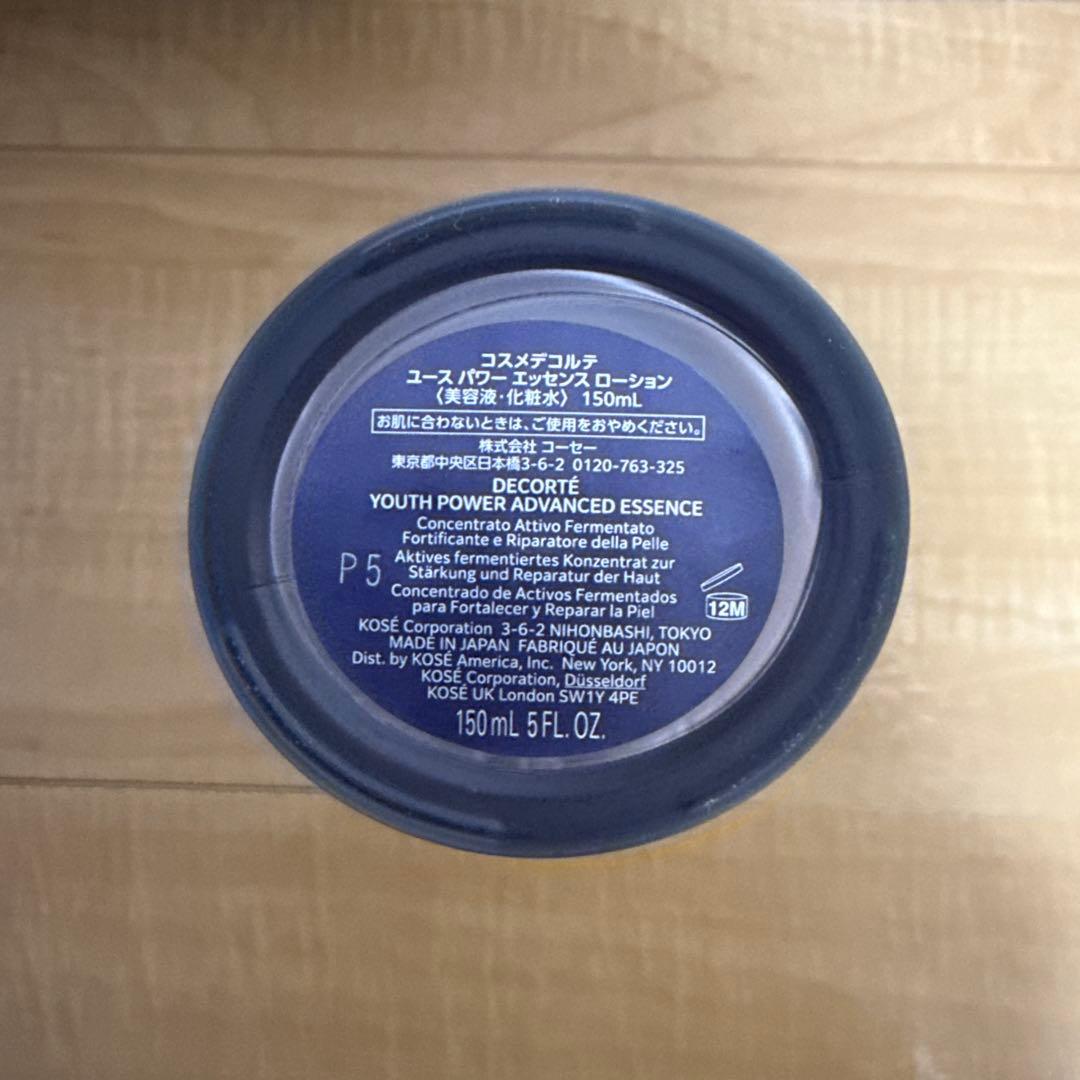 コスメデコルテ
ユース パワー エッセンス ローション
〈美容液・化粧水〉 150mL
お肌に合わないときは、ご使用をおやめください。
株式会社 コーセー
東京都中央区日本橋3-6-2 0120-763-325
DECORTÉ
YOUTH POWER ADVANCED ESSENCE
Concentrato Attivo Fermentato
Fortificante e Riparatore della Pelle
Aktives fermentiertes Konzentrat zur
Stärkung und Reparatur der Haut
P5
Concentrado de Activos Fermentados
para Fortalecer y Reparar la Piel
12M
KOSÉ Corporation 3-6-2 NIHONBASHI, TOKYO
MADE IN JAPAN FABRIQUÉ AU JAPON
Dist. by KOSÉ America, Inc. New York, NY 10012
KOSÉ Corporation, Düsseldorf
KOSÉ UK London SW1Y 4PE
150mL 5FL.OZ.